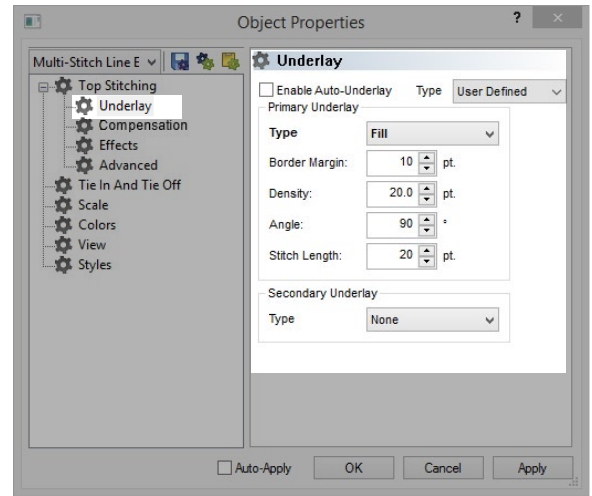 Object Properties
?
Multi-Stitch Line E
Top Stitching
Underlay
Compensation
Effects
Advanced
Tie In And Tie Off
Scale
Colors
View
Styles
Underlay
Enable Auto-Underlay Type User Defined
Primary Underlay
Type Fill
Border Margin: 10 pt.
Density: 20.0 pt.
Angle: 90 °
Stitch Length: 20 pt.
Secondary Underlay
Type None
Auto-Apply OK Cancel Apply